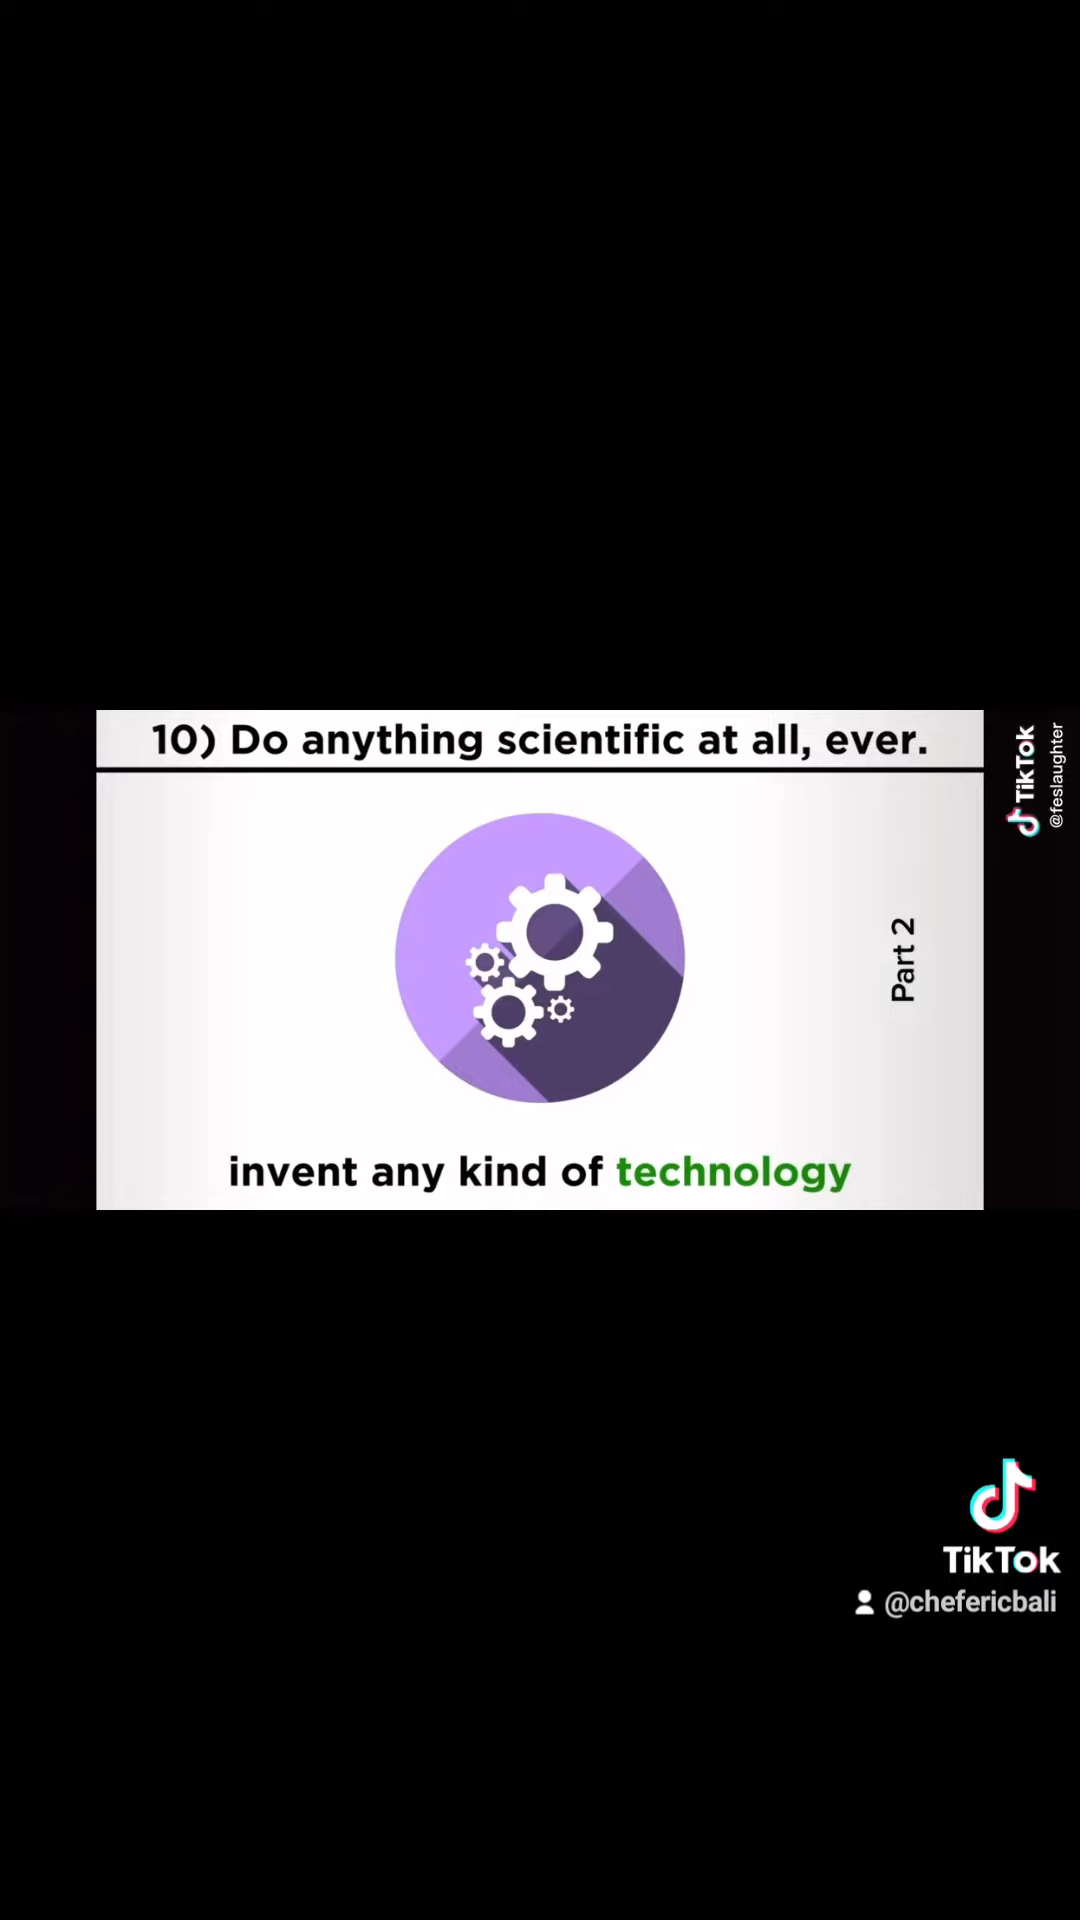 10) Do anything scientific at all, ever.
TikTok
@feslaughter
Part 2
invent any kind of technology
TikTok
@chefericbali